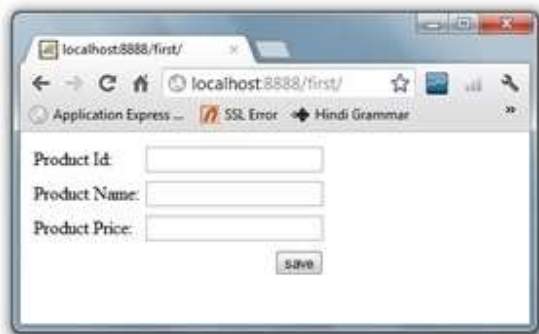 localhost:8888/first/
localhost:8888/first/
Application Express ... SSL Error Hindi Grammar »
Product Id:
Product Name:
Product Price:
save